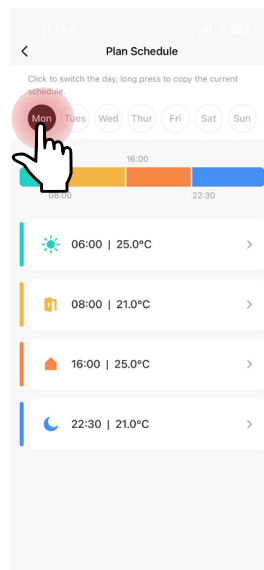 Plan Schedule
Click to switch the day, long press to copy the current
schedule.
Mon Tues Wed Thur Fri Sat Sun
16:00
08:00 22:30
06:00 | 25.0°C
08:00 | 21.0°C
16:00 | 25.0°C
22:30 | 21.0°C